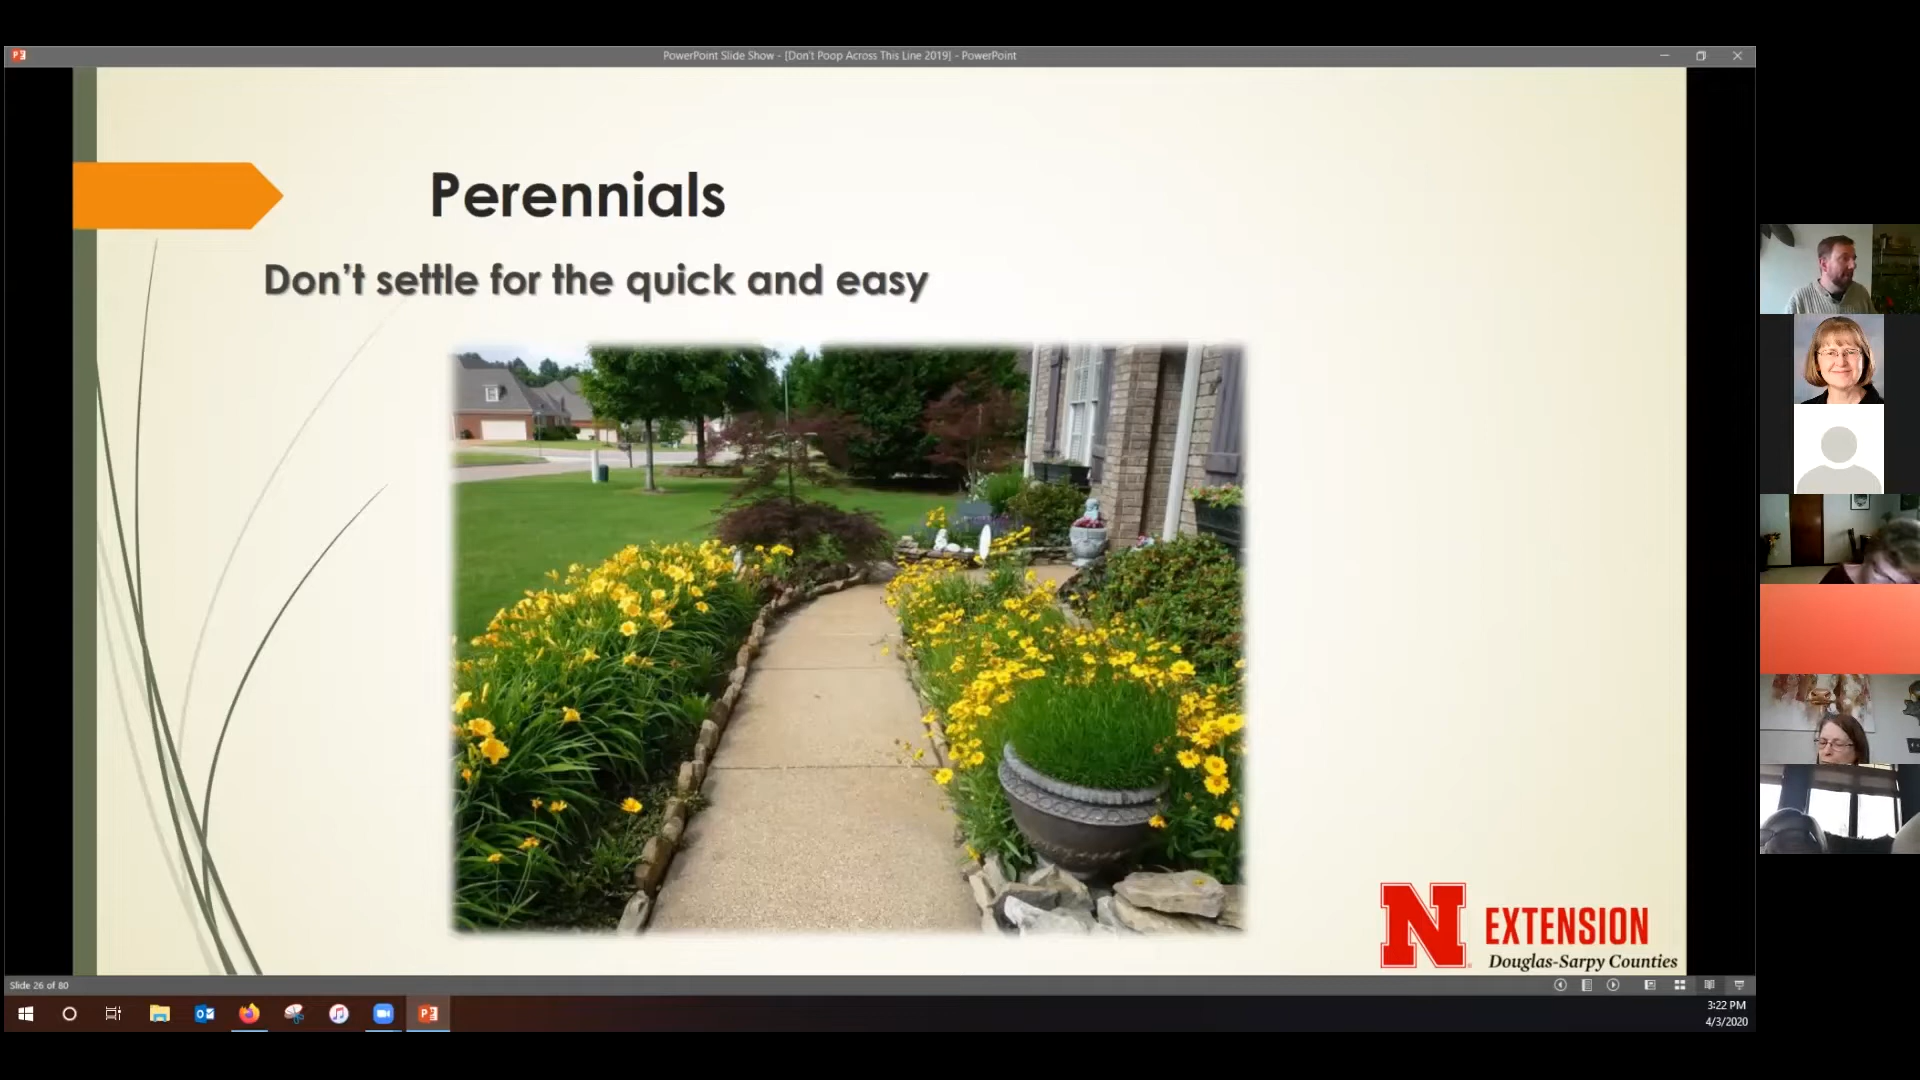 PowerPoint Slide Show - [Don't Poop Across This Line 2019] - PowerPoint
Perennials
Don't settle for the quick and easy
N EXTENSION
Douglas-Sarpy Counties
Slide 26 of 80
3:22 PM
4/3/2020